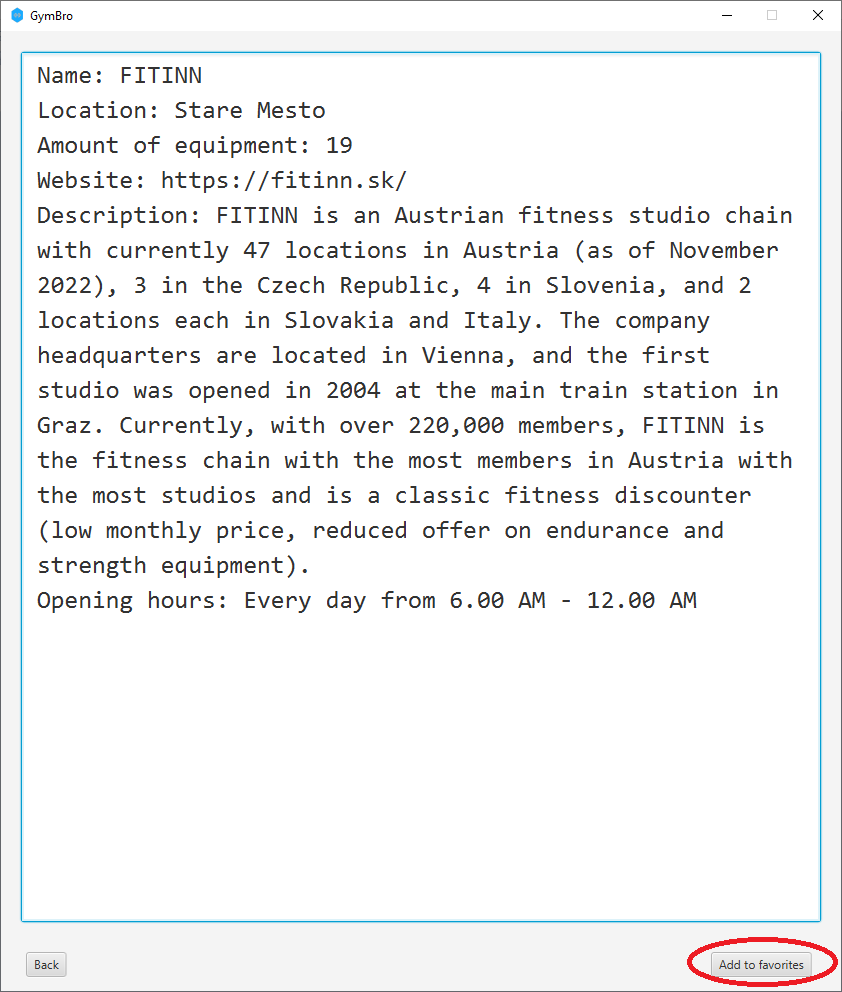 GymBro
Name: FITINN
Location: Stare Mesto
Amount of equipment: 19
Website: https://fitinn.sk/
Description: FITINN is an Austrian fitness studio chain
with currently 47 locations in Austria (as of November
2022), 3 in the Czech Republic, 4 in Slovenia, and 2
locations each in Slovakia and Italy. The company
headquarters are located in Vienna, and the first
studio was opened in 2004 at the main train station in
Graz. Currently, with over 220,000 members, FITINN is
the fitness chain with the most members in Austria with
the most studios and is a classic fitness discounter
(low monthly price, reduced offer on endurance and
strength equipment).
Opening hours: Every day from 6.00 AM - 12.00 AM
Back
Add to favorites